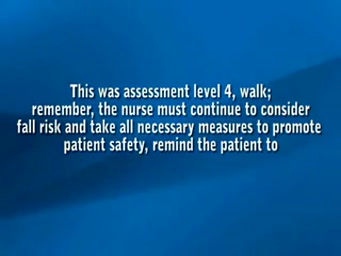 This was assessment level 4, walk;
remember, the nurse must continue to consider
fall risk and take all necessary measures to promote
patient safety, remind the patient to